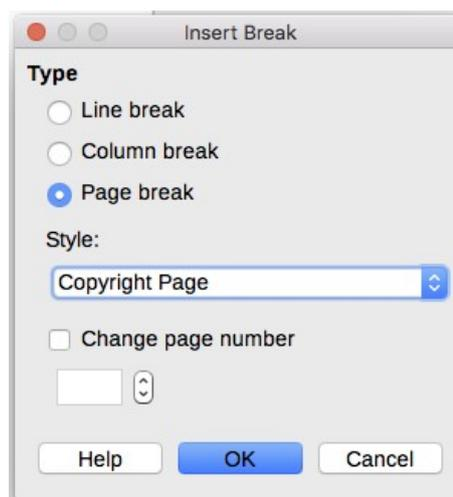 Insert Break
Type
Line break
Column break
Page break
Style:
Copyright Page
Change page number
Help OK Cancel